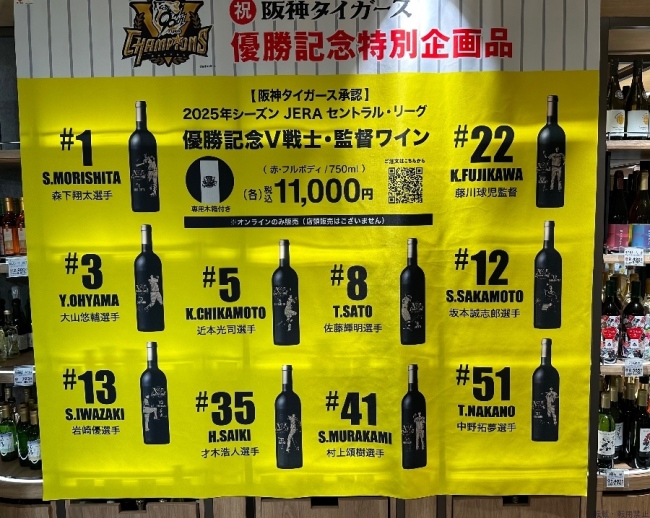 CHAMPIONS
祝 阪神タイガース
優勝記念特別企画品
【阪神タイガース承認】
2025年シーズン JERA セントラル・リーグ
優勝記念V戦士・監督ワイン
(赤・フルボディ/750ml)
(各)税込11,000円
ご注文はこちらから
専用木箱付き
※オンラインのみ販売(店頭販売はございません)
#1
S.MORISHITA
森下翔太選手
#22
K.FUJIKAWA
藤川球児監督
#3
Y.OHYAMA
大山悠輔選手
#5
K.CHIKAMOTO
近本光司選手
#8
T.SATO
佐藤輝明選手
#12
S.SAKAMOTO
坂本誠志郎選手
#13
S.IWAZAKI
岩崎優選手
#35
H.SAIKI
才木浩人選手
#41
S.MURAKAMI
村上頌樹選手
#51
T.NAKANO
中野拓夢選手